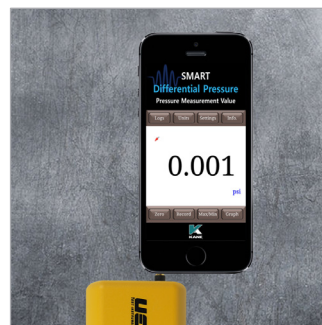 SMART
Differential Pressure
Pressure Measurement Value
Logs Units Settings Info.
0.001
psi
Zero Record Max/Min Graph
KANE